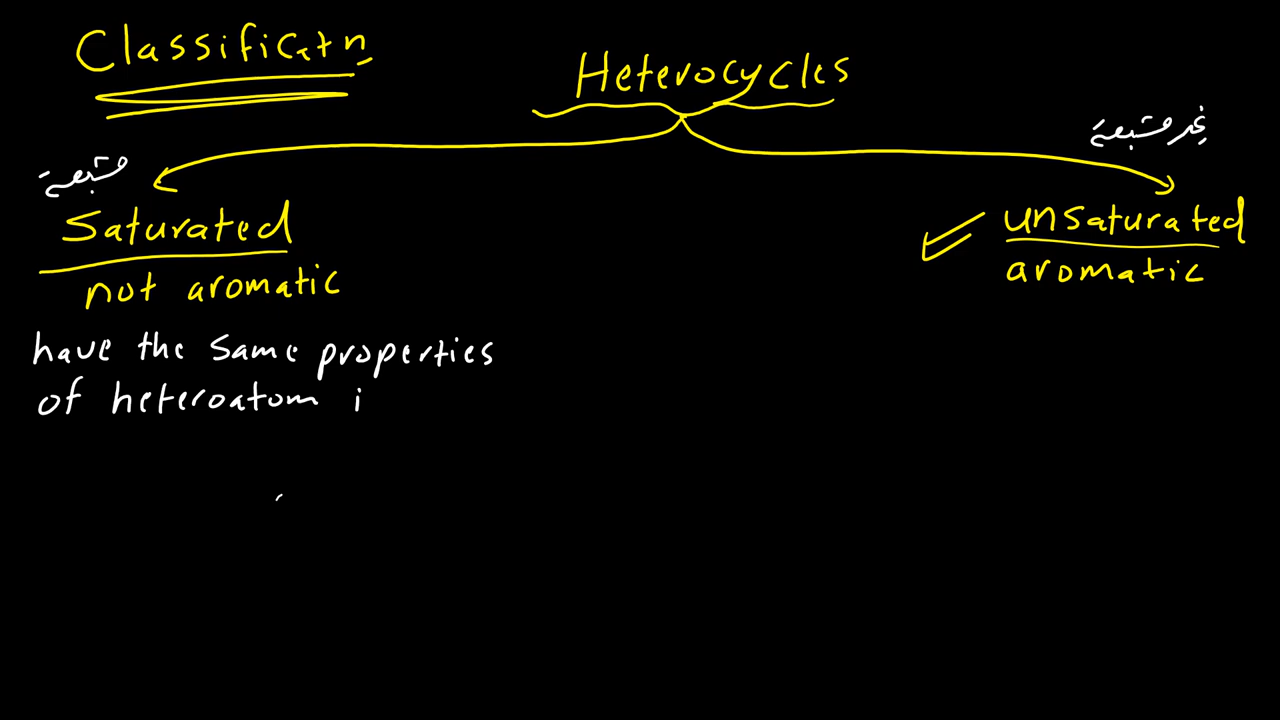 Classificatn
Heterocycles
غير مشبعة
مشبعة
Saturated
unsaturated
not aromatic
aromatic
have the same properties
of heteroatom i